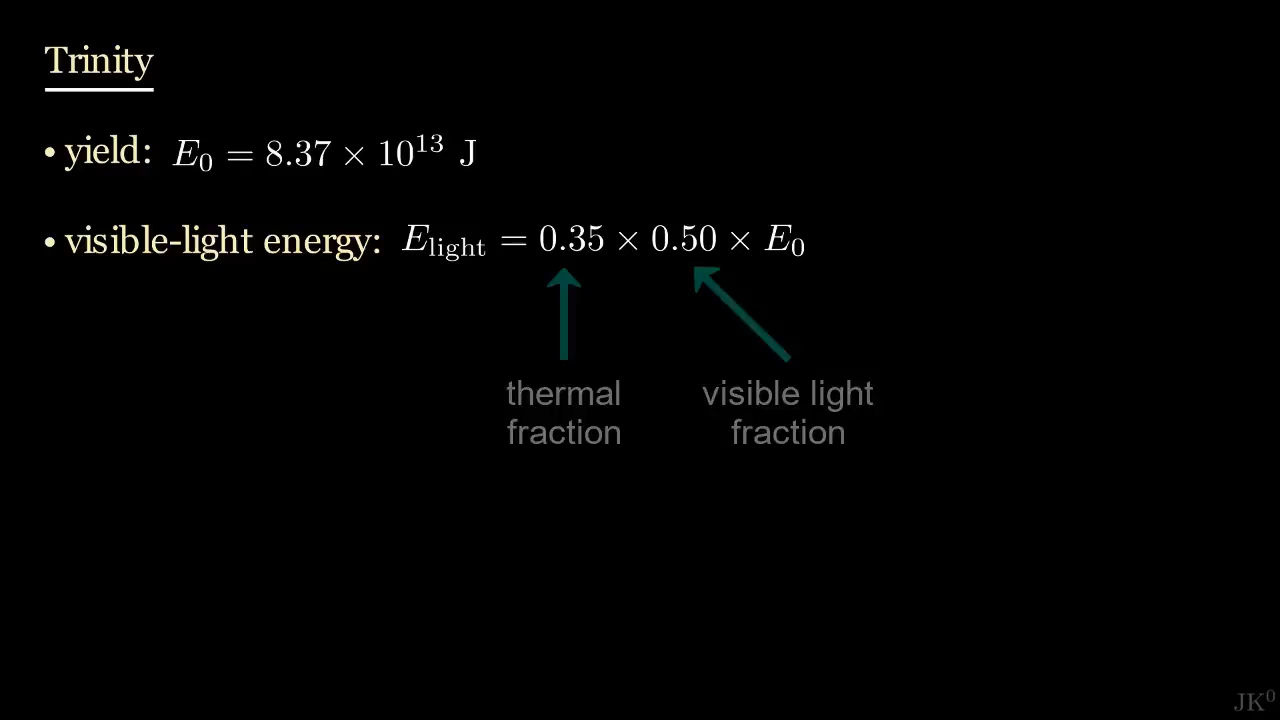 Trinity
• yield: E₀ = 8.37 × 10¹³ J
• visible-light energy: E_light = 0.35 × 0.50 × E₀
thermal fraction
visible light fraction
JK⁰